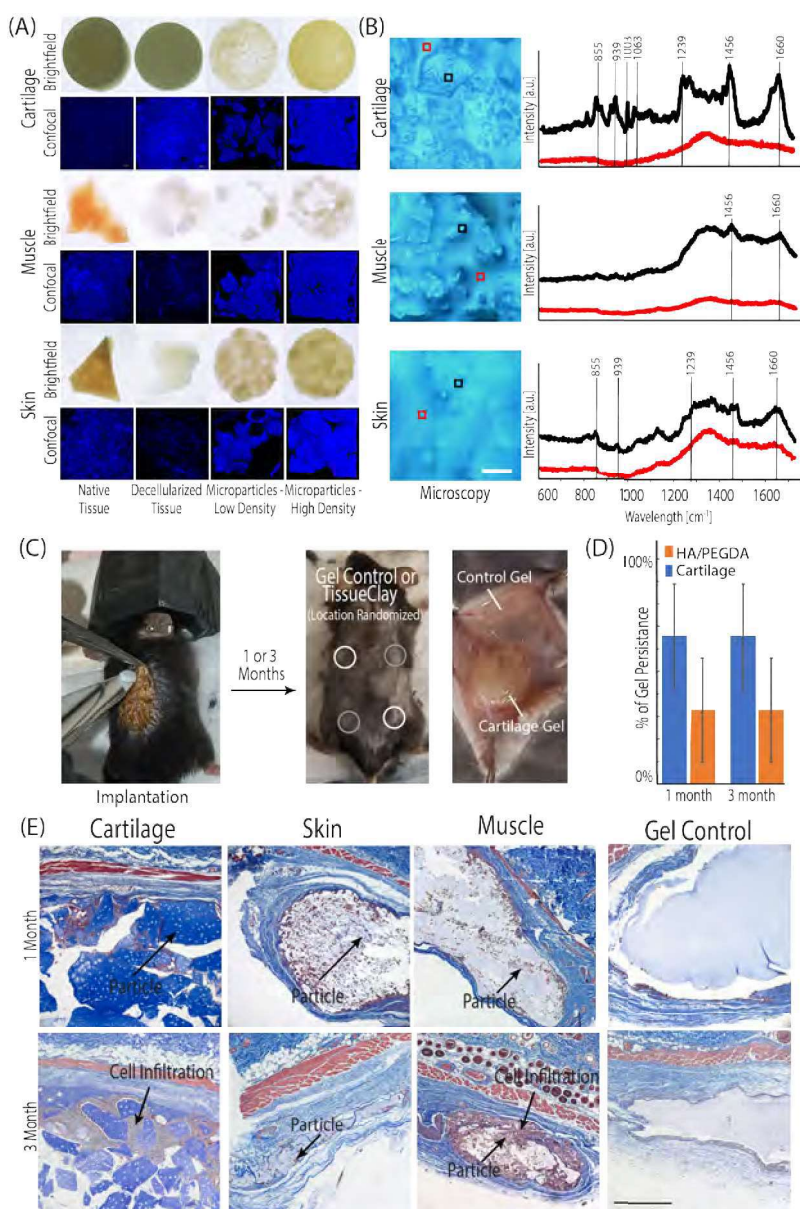 (A)
Cartilage
Brightfield
Confocal
Muscle
Brightfield
Confocal
Skin
Brightfield
Confocal
Native Tissue
Decellularized Tissue
Microparticles - Low Density
Microparticles - High Density
(B)
Cartilage
Muscle
Skin
Microscopy
Intensity [a.u.]
855
939
1003
1063
1239
1456
1660
Intensity [a.u.]
1456
1660
Intensity [a.u.]
855
939
1239
1456
1660
600 800 1000 1200 1400 1600
Wavelength [cm⁻¹]
(C)
Implantation
1 or 3
Months
Gel Control or
TissueClay
(Location Randomized)
Control Gel
Cartilage Gel
(D)
100%
HA/PEGDA
Cartilage
% of Gel Persistance
0%
1 month
3 month
(E)
Cartilage
Skin
Muscle
Gel Control
1 Month
Particle
Particle
Particle
3 Month
Cell Infiltration
Particle
Cell Infiltration
Particle